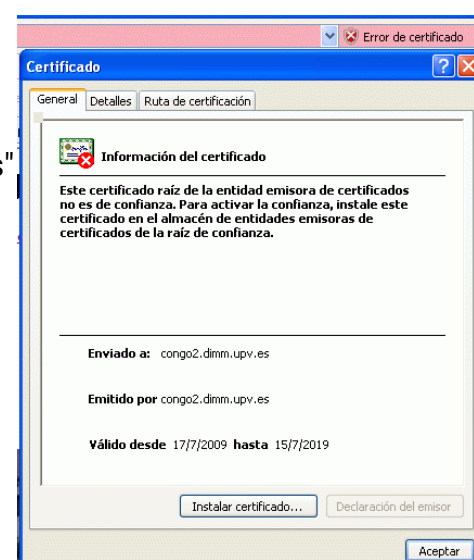 Error de certificado
Certificado
General Detalles Ruta de certificación
s"
Información del certificado
Este certificado raíz de la entidad emisora de certificados
no es de confianza. Para activar la confianza, instale este
certificado en el almacén de entidades emisoras de
certificados de la raíz de confianza.
Enviado a: congo2.dimm.upv.es
Emitido por congo2.dimm.upv.es
Válido desde 17/7/2009 hasta 15/7/2019
Instalar certificado... Declaración del emisor
Aceptar